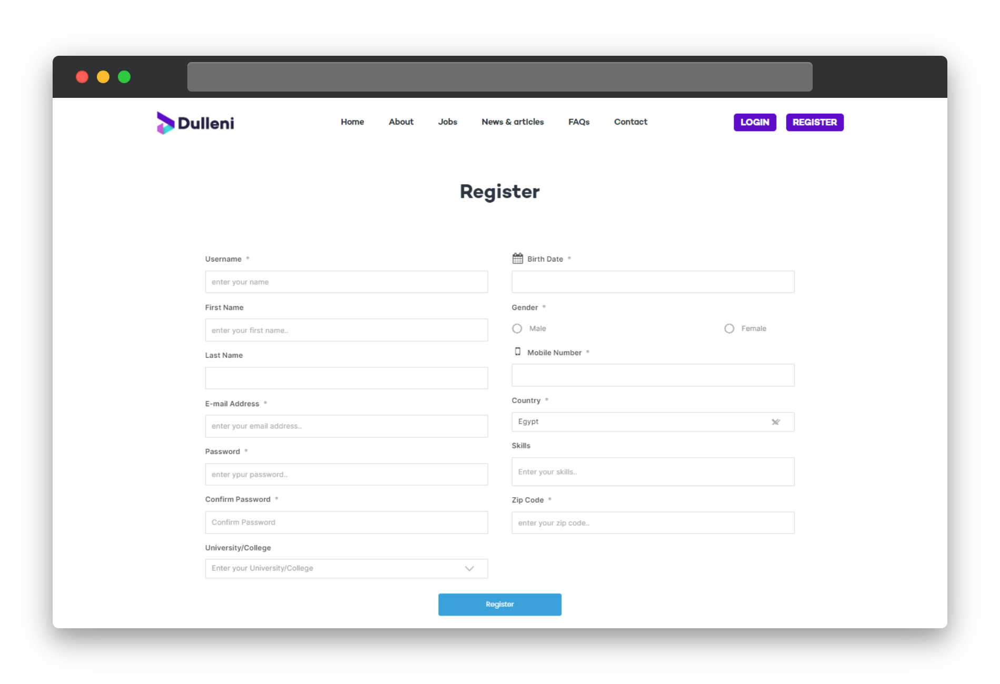 Dulleni
Home About Jobs News & articles FAQs Contact
LOGIN REGISTER
Register
Username *
enter your name
First Name
enter your first name..
Last Name
E-mail Address *
enter your email address..
Password *
enter ypur password..
Confirm Password *
Confirm Password
University/College
Enter your University/College
Birth Date *
Gender *
Male Female
Mobile Number *
Country *
Egypt
Skills
Enter your skills..
Zip Code *
enter your zip code..
Register